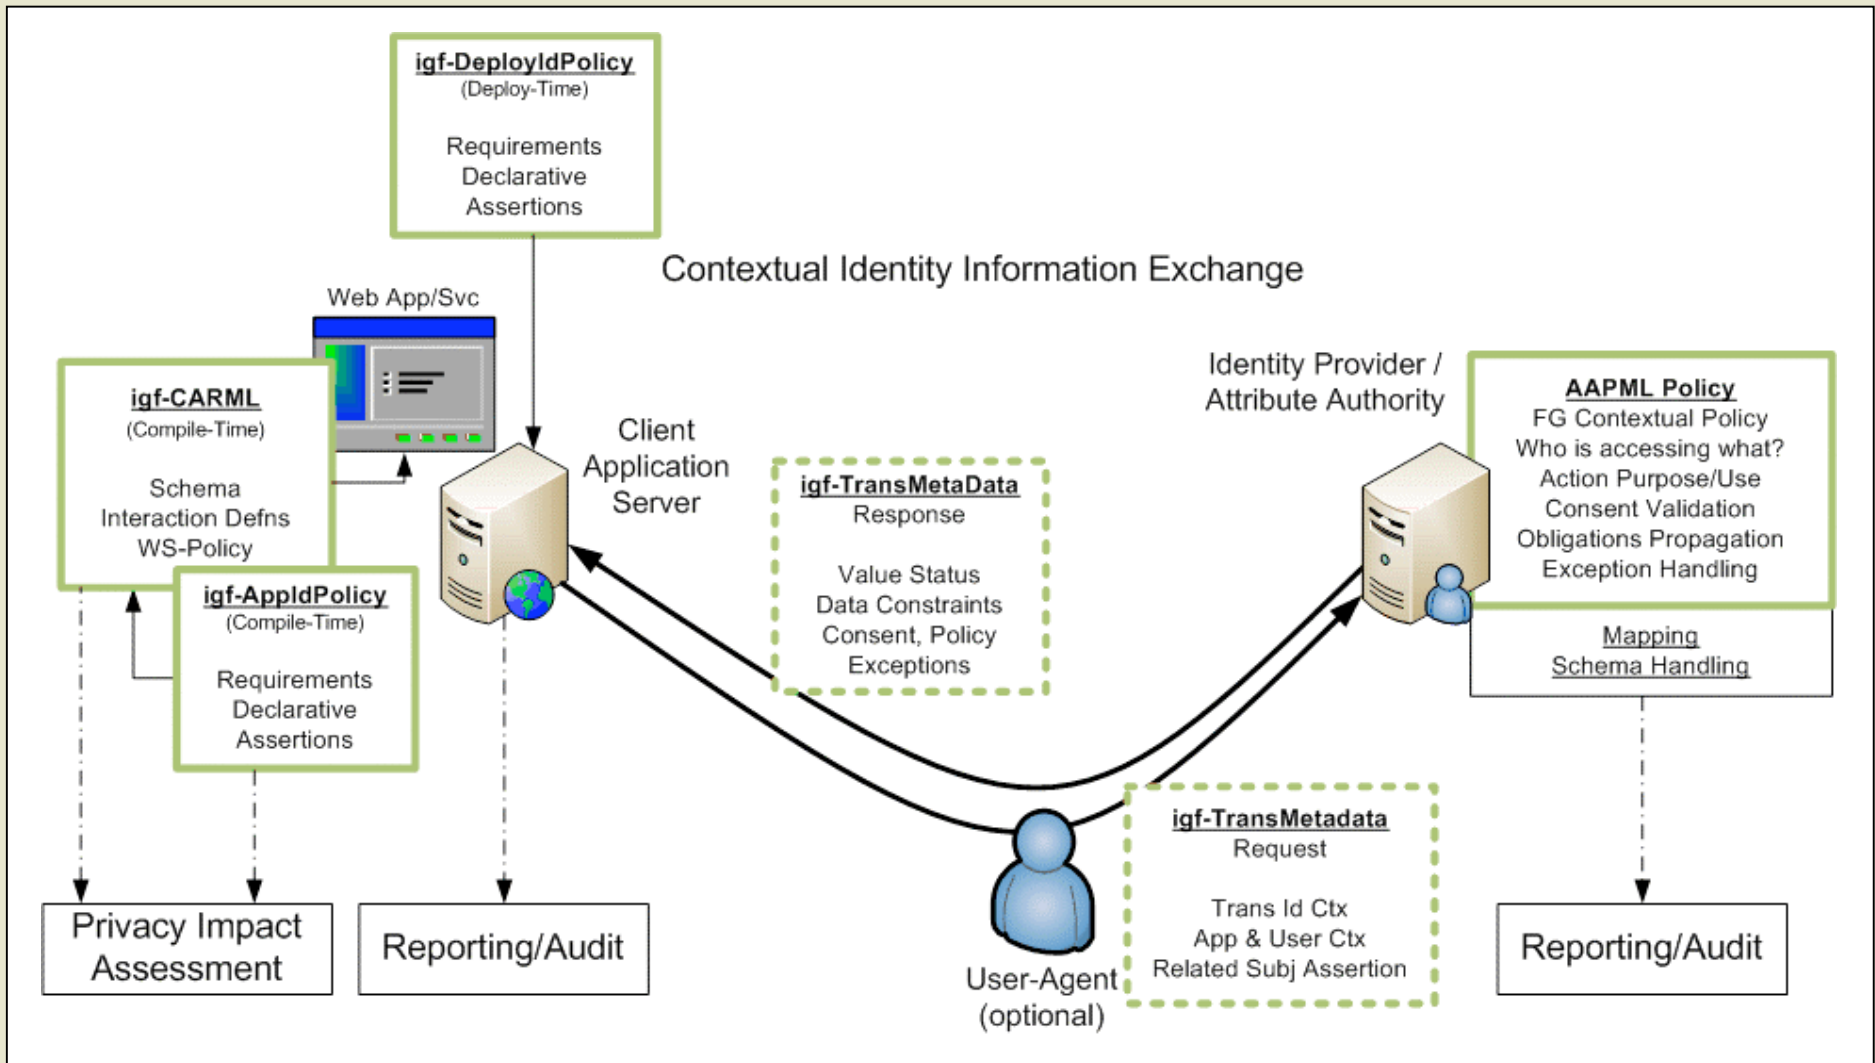 igf-DeployIdPolicy
(Deploy-Time)
Requirements
Declarative
Assertions
Contextual Identity Information Exchange
Web App/Svc
igf-CARML
(Compile-Time)
Schema
Interaction Defns
WS-Policy
igf-AppIdPolicy
(Compile-Time)
Requirements
Declarative
Assertions
Client
Application
Server
igf-TransMetaData
Response
Value Status
Data Constraints
Consent, Policy
Exceptions
Identity Provider /
Attribute Authority
AAPML Policy
FG Contextual Policy
Who is accessing what?
Action Purpose/Use
Consent Validation
Obligations Propagation
Exception Handling
Mapping
Schema Handling
igf-TransMetadata
Request
Trans Id Ctx
App & User Ctx
Related Subj Assertion
User-Agent
(optional)
Privacy Impact
Assessment
Reporting/Audit
Reporting/Audit